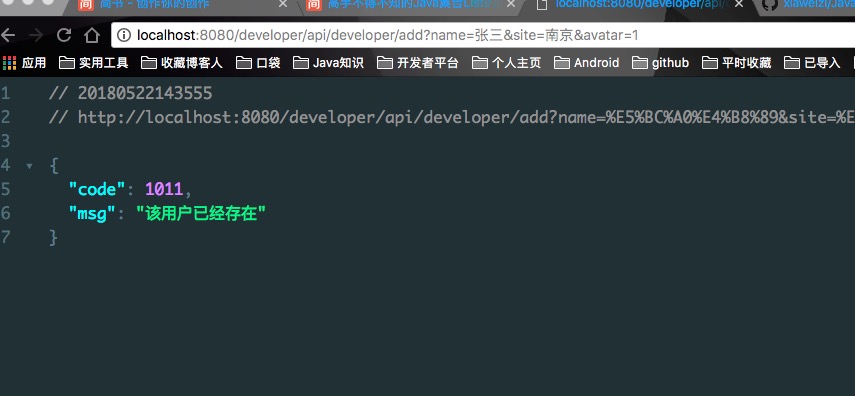 简书 - 创作你的创作
高手不得不知的Java集合List
localhost:8080/developer/api/
xiaweizi/
localhost:8080/developer/api/developer/add?name=张三&site=南京&avatar=1
应用 实用工具 收藏博客人 口袋 Java知识 开发者平台 个人主页 Android github 平时收藏 已导入
1 // 20180522143555
2 // http://localhost:8080/developer/api/developer/add?name=%E5%BC%A0%E4%B8%89&site=%E
3
4 {
5 "code": 1011,
6 "msg": "该用户已经存在"
7 }